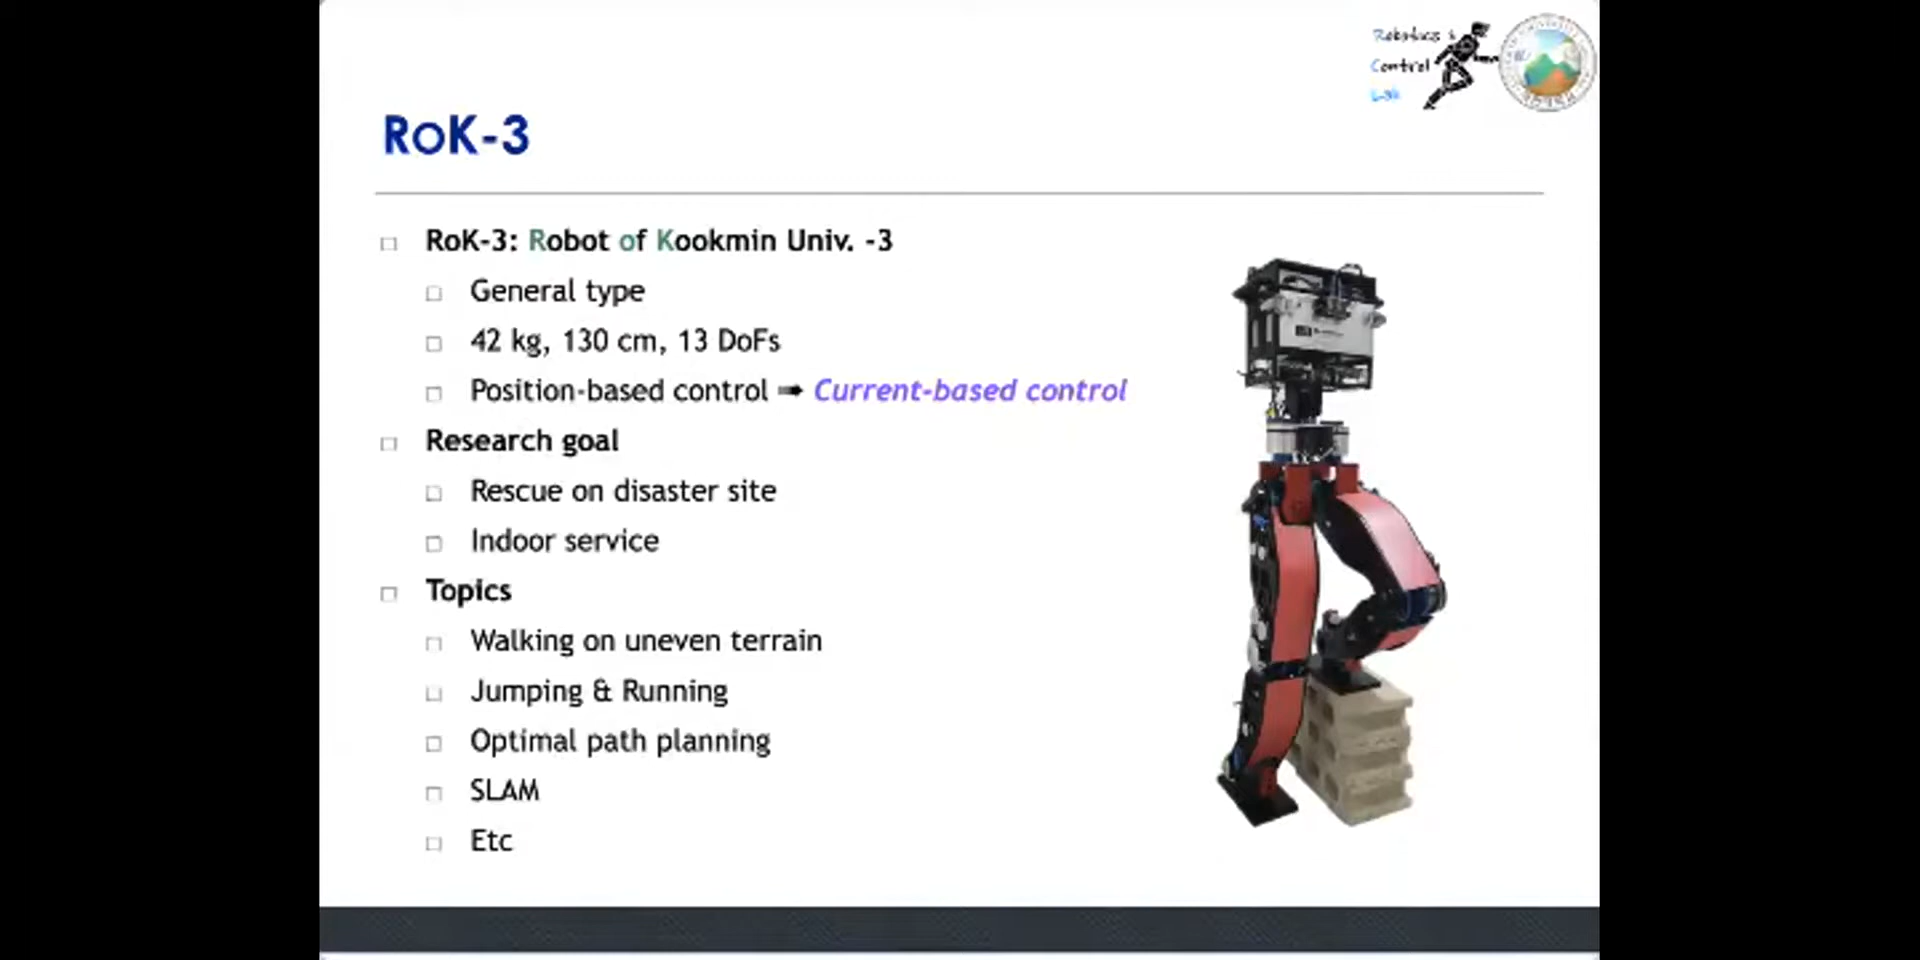 Robotics &
Control
Lab
RoK-3
RoK-3: Robot of Kookmin Univ. -3
General type
42 kg, 130 cm, 13 DoFs
Position-based control ➡ Current-based control
Research goal
Rescue on disaster site
Indoor service
Topics
Walking on uneven terrain
Jumping & Running
Optimal path planning
SLAM
Etc